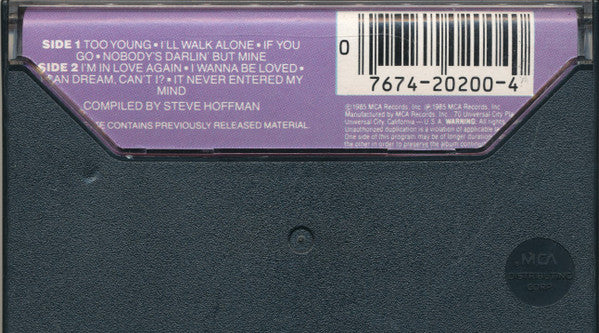 SIDE 1 TOO YOUNG • I'LL WALK ALONE • IF YOU
GO • NOBODY'S DARLIN' BUT MINE
SIDE 2 I'M IN LOVE AGAIN • I WANNA BE LOVED •
CAN DREAM, CAN'T I? • IT NEVER ENTERED MY
MIND
COMPILED BY STEVE HOFFMAN
CONTAINS PREVIOUSLY RELEASED MATERIAL
0
7674-20200-4
©1985 MCA Records, Inc. ℗ 1985 MCA Records, Inc.
Manufactured by MCA Records, Inc., 70 Universal City Pla
Universal City, California — U.S.A. WARNING: All rights
Unauthorized duplication is a violation of applicable la
One side of this program may be of longer duration
the other in order to preserve the album contin
MCA
DISTRIBUTING
CORP.